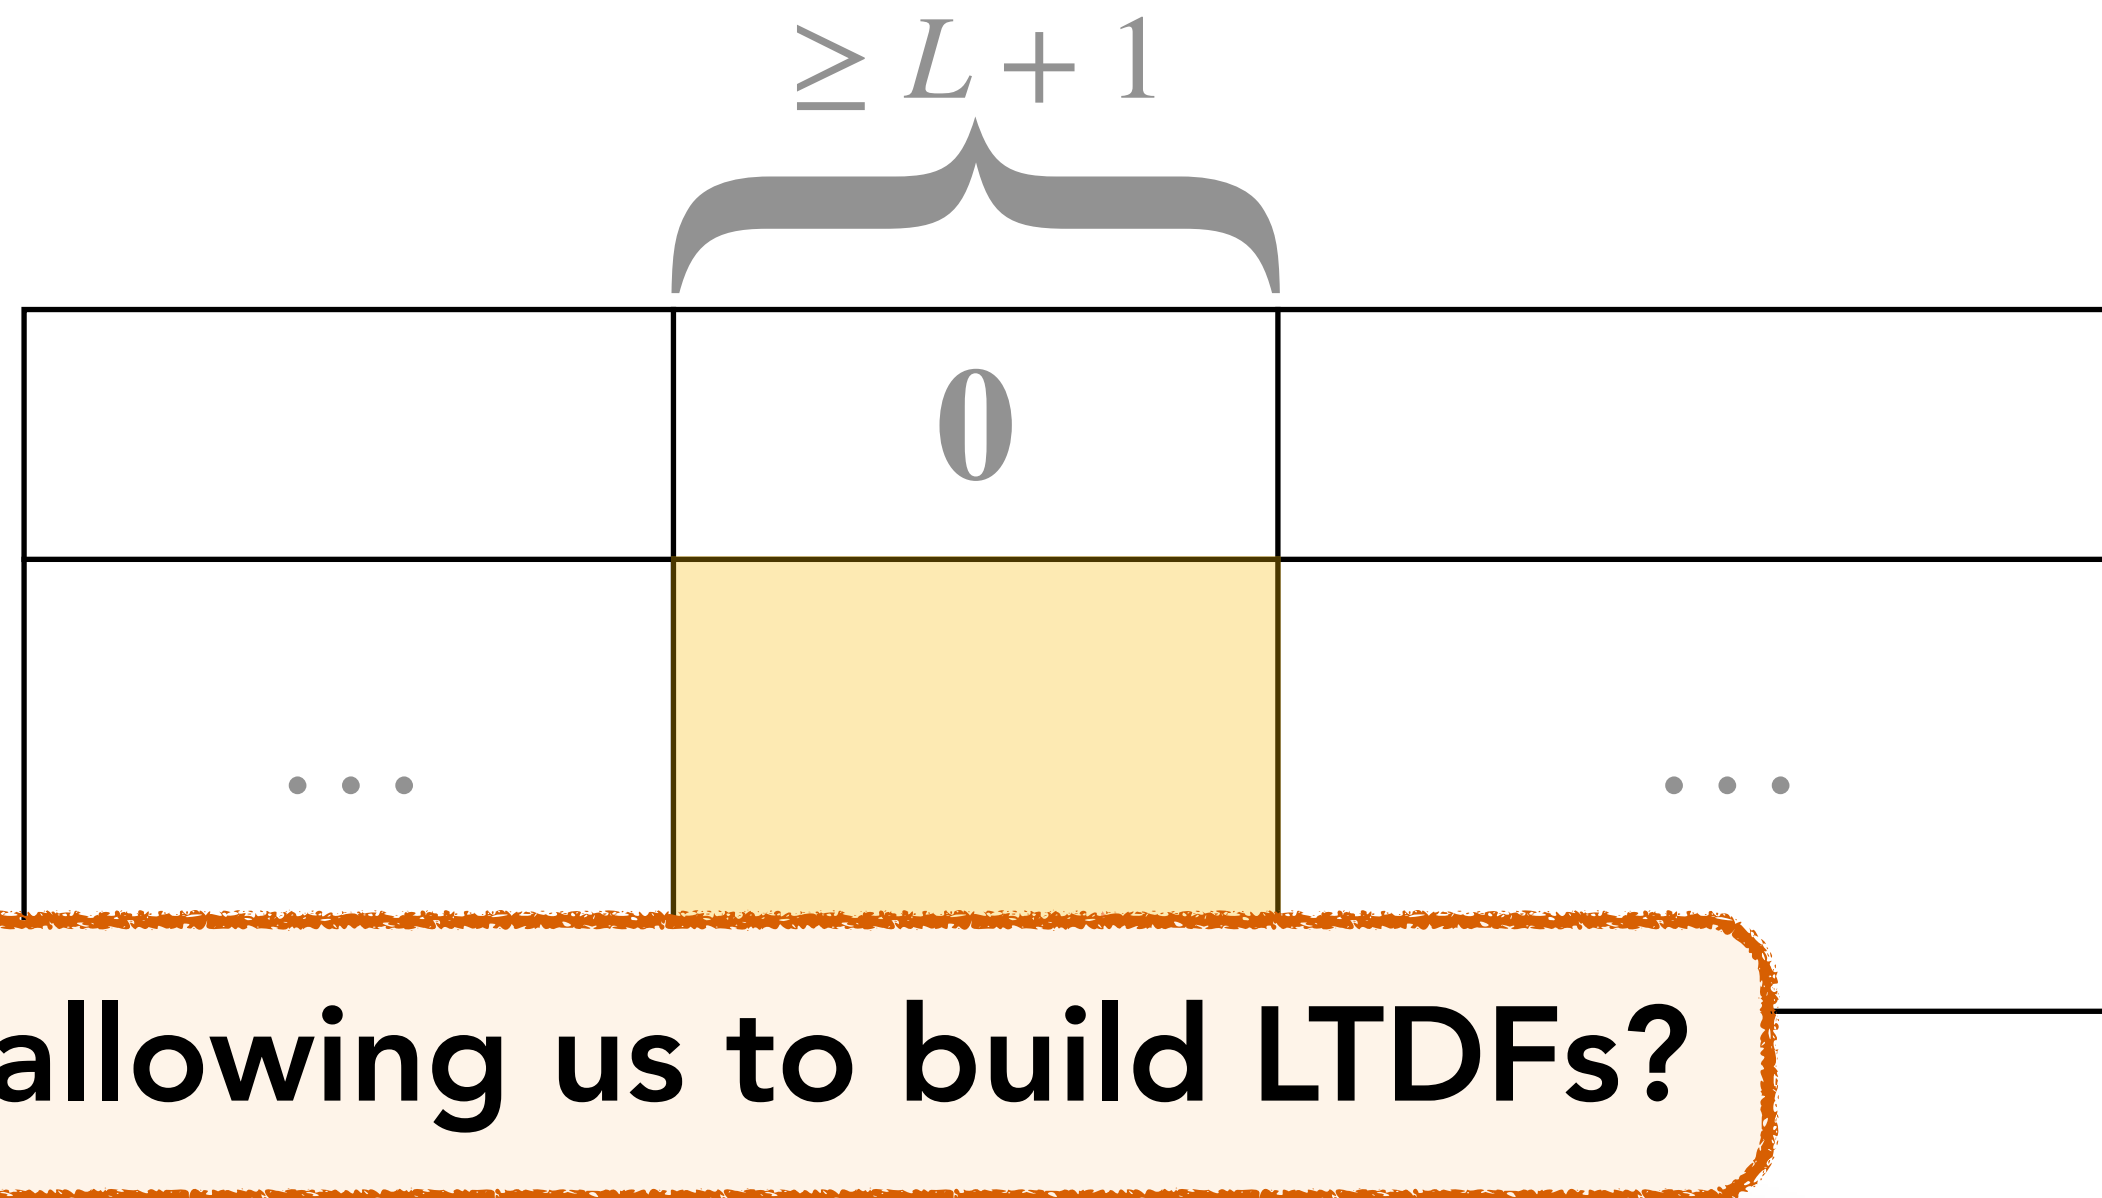 ≥ L + 1
0
... ...
allowing us to build LTDFs?